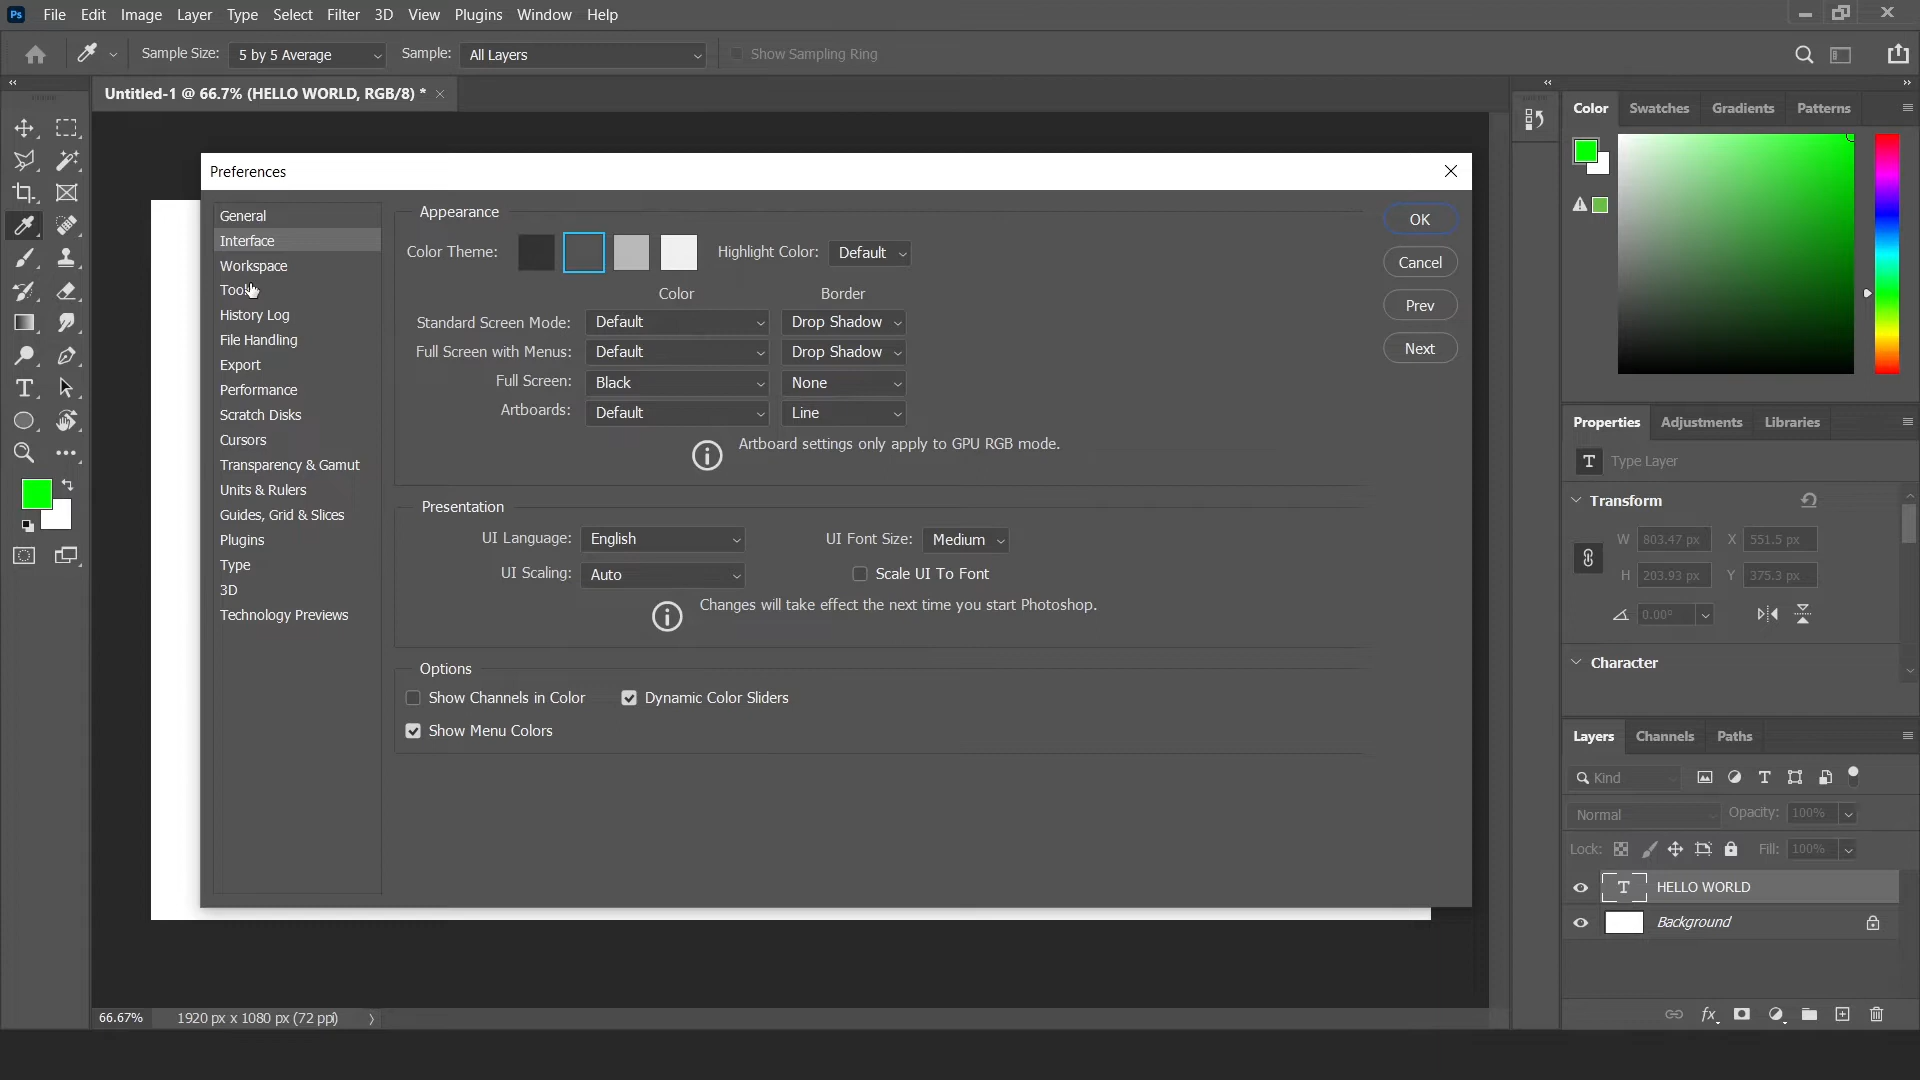 Ps File Edit Image Layer Type Select Filter 3D View Plugins Window Help
Sample Size: 5 by 5 Average Sample: All Layers Show Sampling Ring
Untitled-1 @ 66.7% (HELLO WORLD, RGB/8) *
Preferences
General
Interface
Workspace
History Log
File Handling
Export
Performance
Scratch Disks
Cursors
Transparency & Gamut
Units & Rulers
Guides, Grid & Slices
Plugins
Type
3D
Technology Previews
Appearance
Color Theme: Highlight Color: Default
Color Border
Standard Screen Mode: Default Drop Shadow
Full Screen with Menus: Default Drop Shadow
Full Screen: Black None
Artboards: Default Line
Artboard settings only apply to GPU RGB mode.
Presentation
UI Language: English UI Font Size: Medium
UI Scaling: Auto Scale UI To Font
Changes will take effect the next time you start Photoshop.
Options
Show Channels in Color Dynamic Color Sliders
Show Menu Colors
OK
Cancel
Prev
Next
Color Swatches Gradients Patterns
Properties Adjustments Libraries
T Type Layer
Transform
W 803.47 px X 551.5 px
H 203.93 px Y 375.3 px
0.00°
Character
Layers Channels Paths
Kind
Normal Opacity: 100%
Lock: Fill: 100%
T HELLO WORLD
Background
fx
66.67% 1920 px x 1080 px (72 ppi)